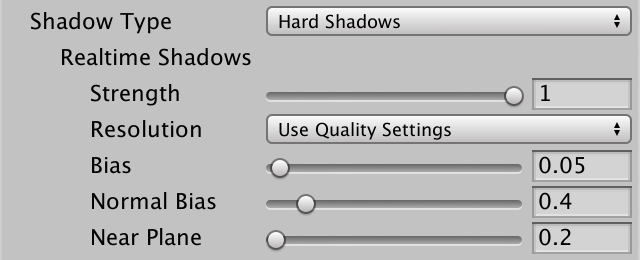 Shadow Type Hard Shadows
Realtime Shadows
Strength 1
Resolution Use Quality Settings
Bias 0.05
Normal Bias 0.4
Near Plane 0.2